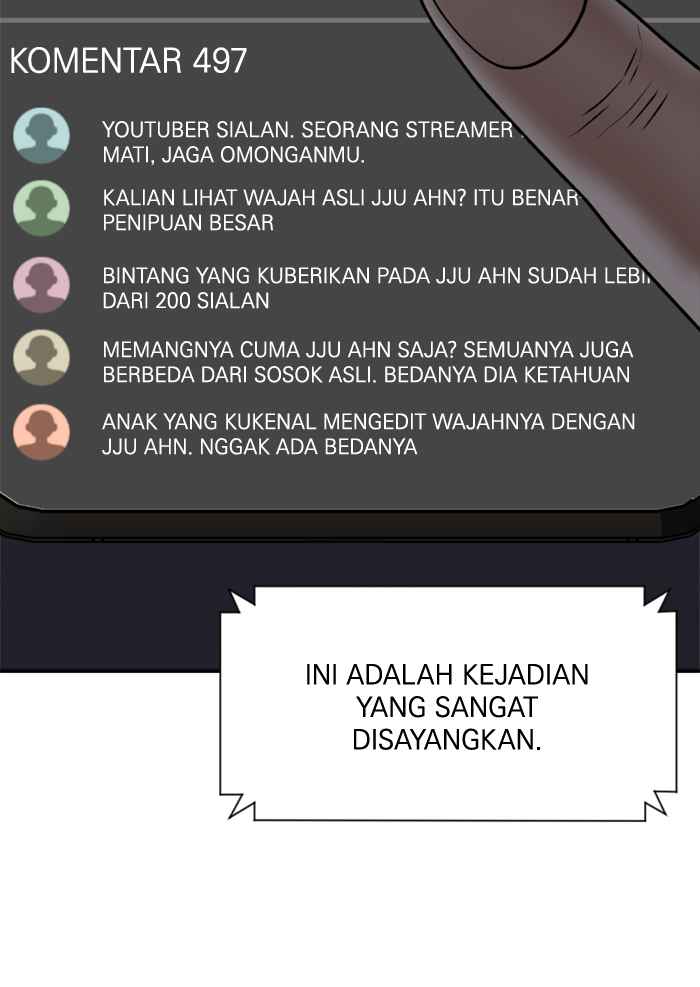 KOMENTAR 497
YOUTUBER SIALAN. SEORANG STREAMER
MATI, JAGA OMONGANMU.
KALIAN LIHAT WAJAH ASLI JJU AHN? ITU BENAR
PENIPUAN BESAR
BINTANG YANG KUBERIKAN PADA JJU AHN SUDAH
DARI 200 SIALAN
MEMANGNYA CUMA JJU AHN SAJA? SEMUANYA JUGA
BERBEDA DARI SOSOK ASLI. BEDANYA DIA KETAHUAN
ANAK YANG KUKENAL MENGEDIT WAJAHNYA DENGAN
JJU AHN. NGGAK ADA BEDANYA
INI ADALAH KEJADIAN
YANG SANGAT
DISAYANGKAN.